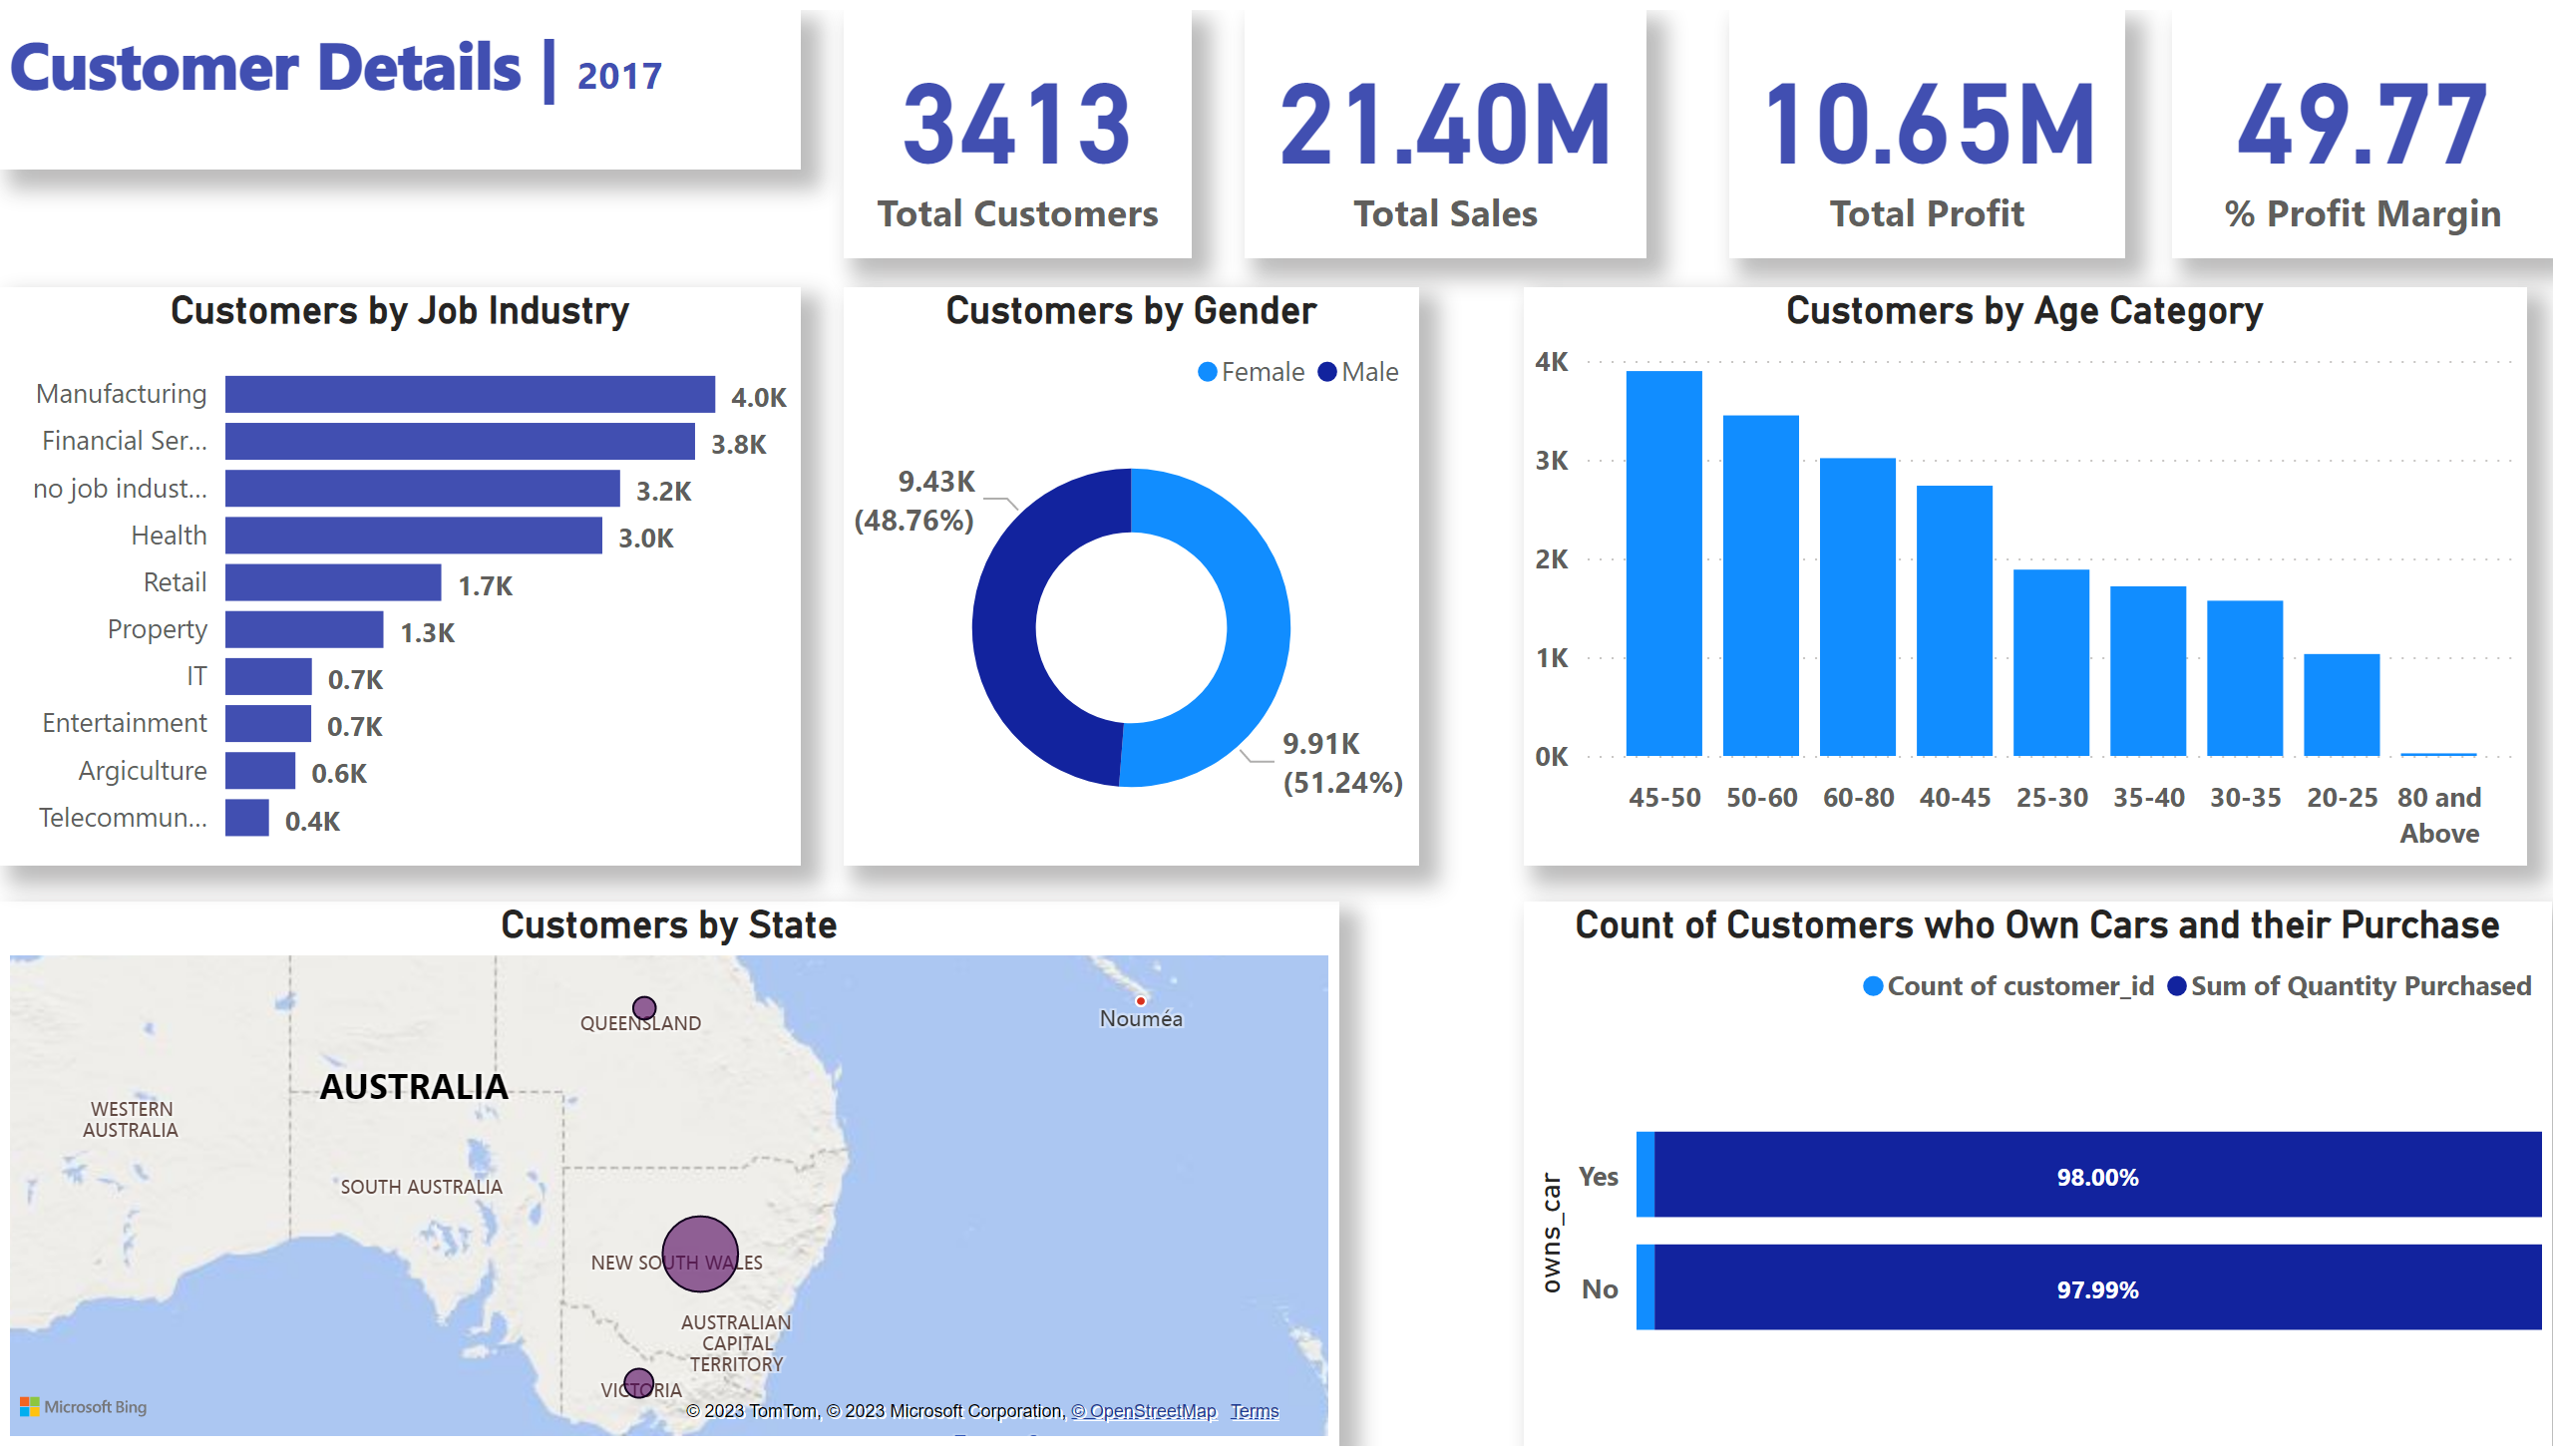 Customer Details | 2017
3413
Total Customers
21.40M
Total Sales
10.65M
Total Profit
49.77
% Profit Margin
Customers by Job Industry
Manufacturing 4.0K
Financial Ser... 3.8K
no job indust... 3.2K
Health 3.0K
Retail 1.7K
Property 1.3K
IT 0.7K
Entertainment 0.7K
Argiculture 0.6K
Telecommun... 0.4K
Customers by Gender
Female Male
9.43K
(48.76%)
9.91K
(51.24%)
Customers by Age Category
4K
3K
2K
1K
0K
45-50 50-60 60-80 40-45 25-30 35-40 30-35 20-25 80 and
Above
Customers by State
QUEENSLAND
Nouméa
AUSTRALIA
WESTERN
AUSTRALIA
SOUTH AUSTRALIA
NEW SOUTH WALES
AUSTRALIAN
CAPITAL
TERRITORY
VICTORIA
Microsoft Bing
© 2023 TomTom, © 2023 Microsoft Corporation, © OpenStreetMap Terms
Count of Customers who Own Cars and their Purchase
Count of customer_id Sum of Quantity Purchased
owns_car
Yes 98.00%
No 97.99%